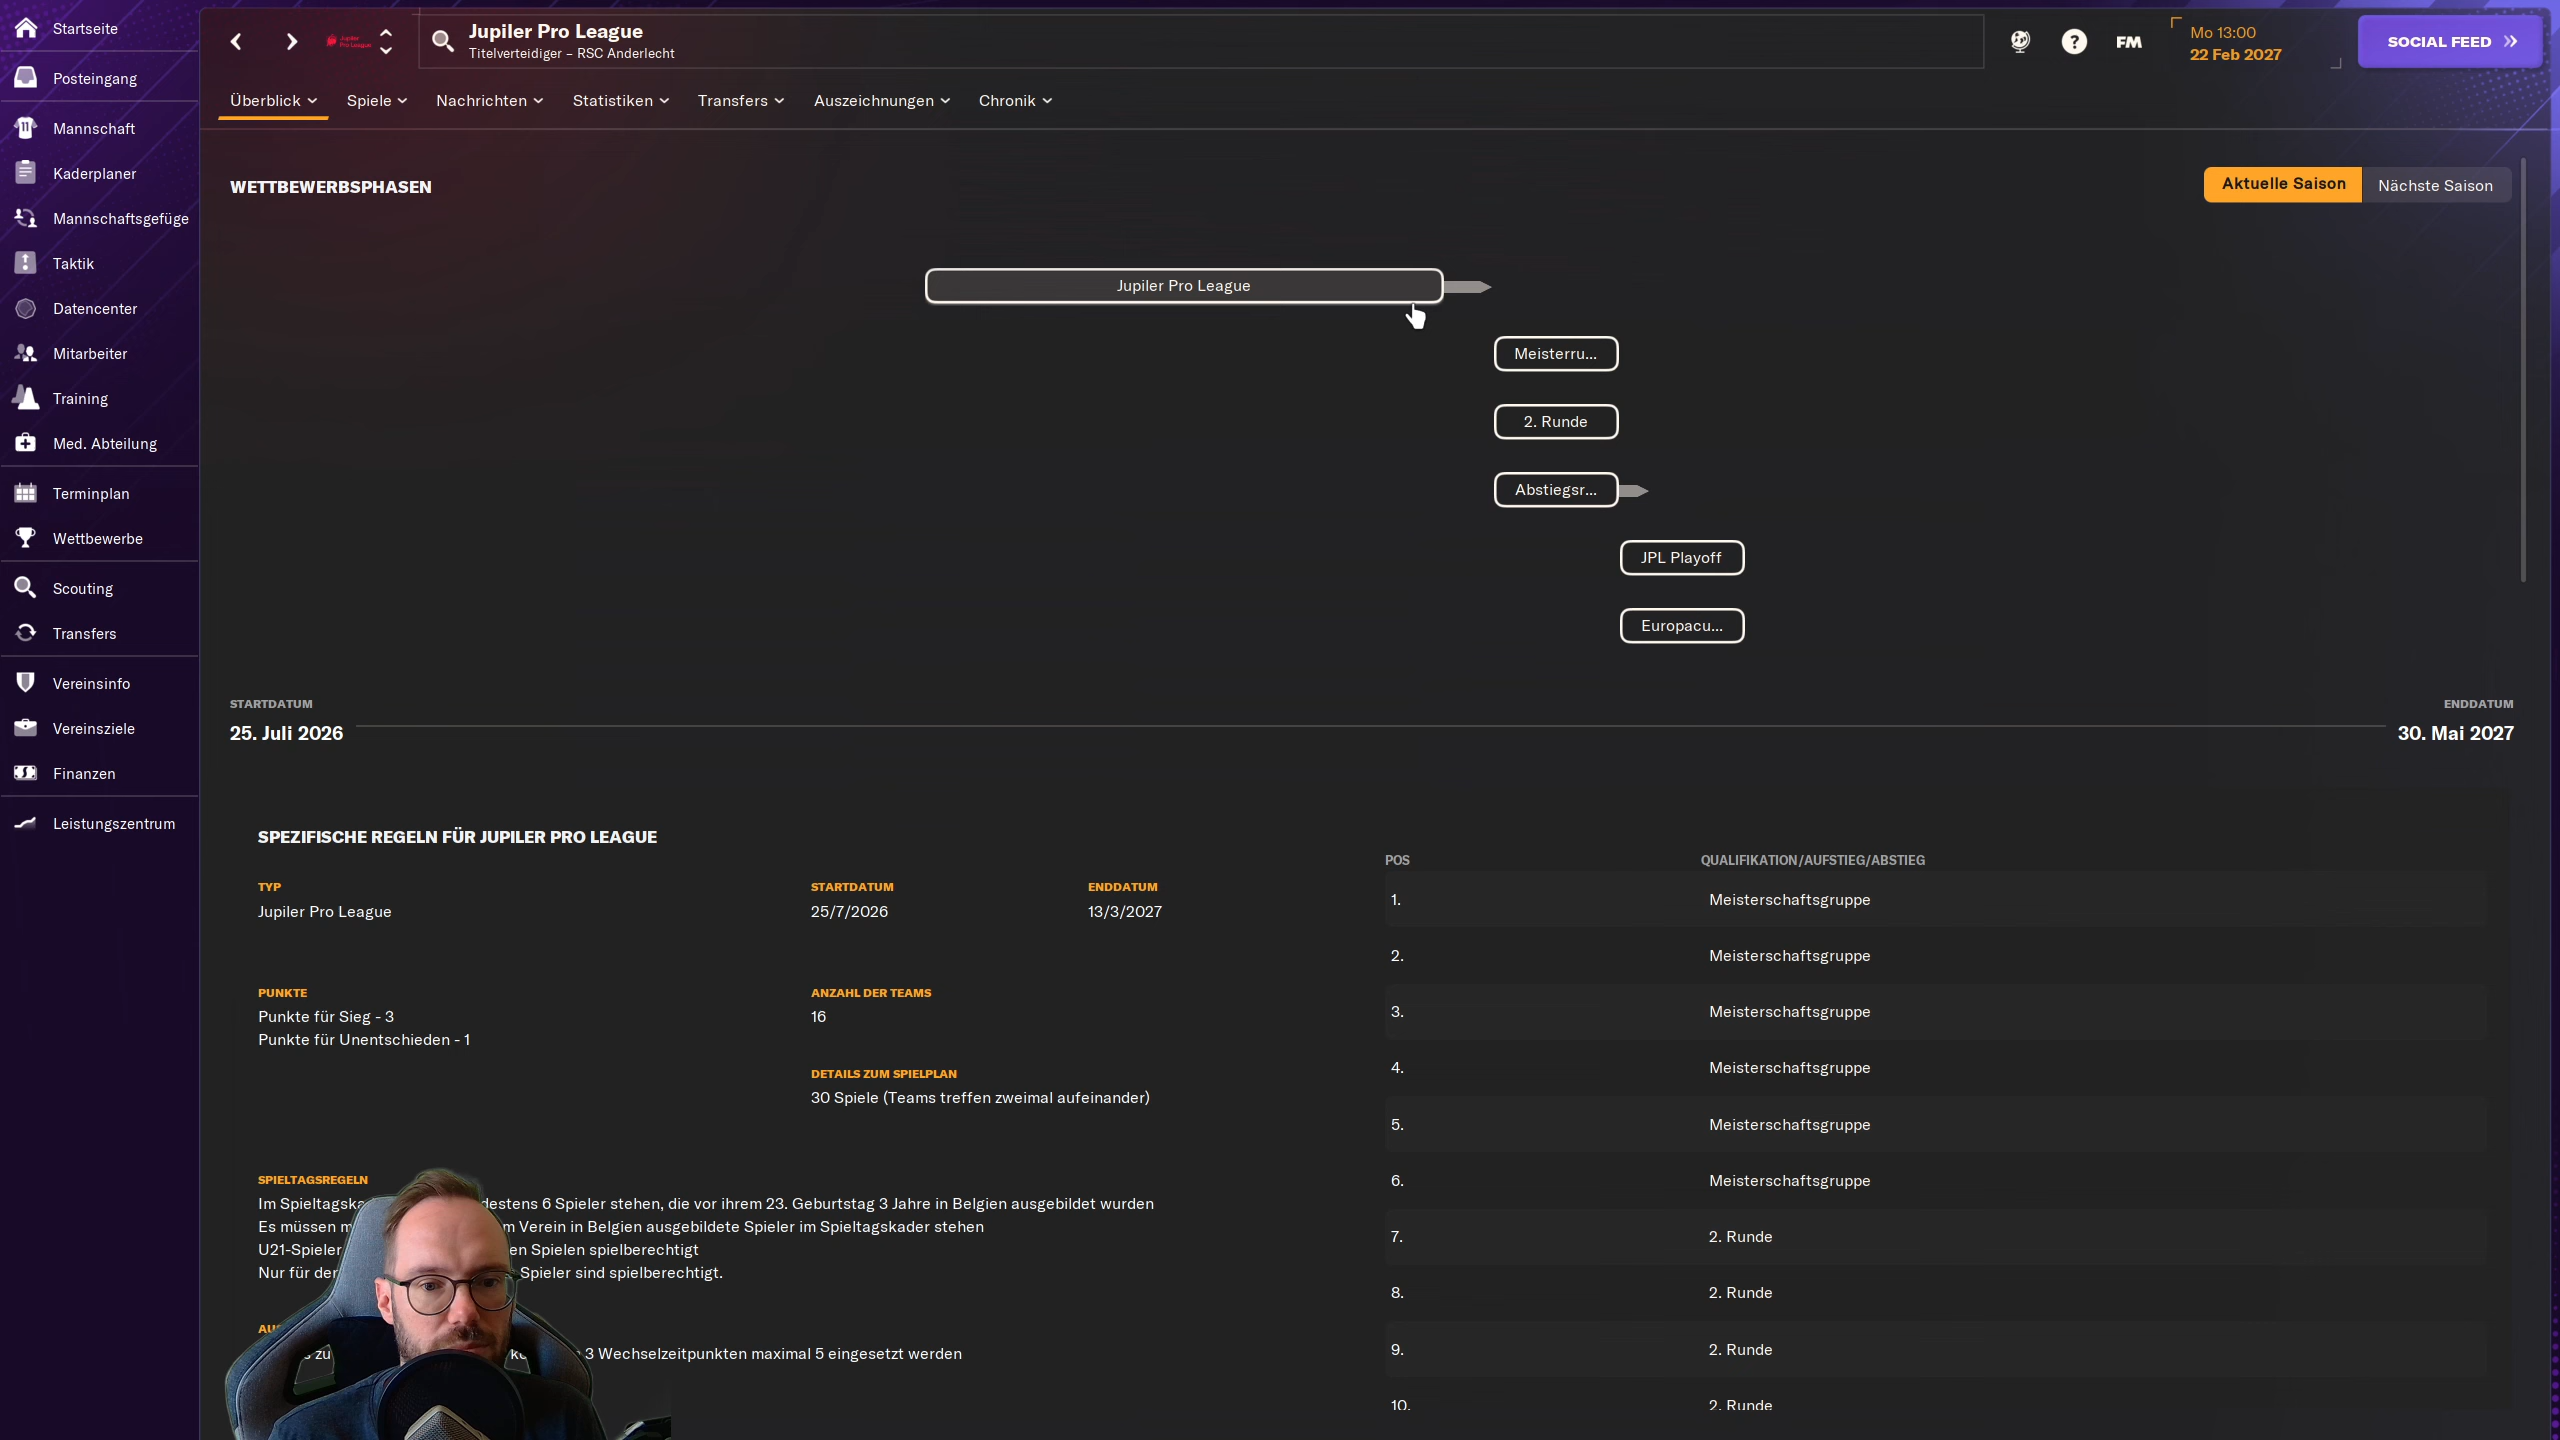 Startseite
Posteingang
Mannschaft
Kaderplaner
Mannschaftsgefüge
Taktik
Datencenter
Mitarbeiter
Training
Med. Abteilung
Terminplan
Wettbewerbe
Scouting
Transfers
Vereinsinfo
Vereinsziele
Finanzen
Leistungszentrum
Jupiler Pro League
Jupiler Pro League
Titelverteidiger – RSC Anderlecht
?
FM
Mo 13:00
22 Feb 2027
SOCIAL FEED
Überblick
Spiele
Nachrichten
Statistiken
Transfers
Auszeichnungen
Chronik
WETTBEWERBSPHASEN
Aktuelle Saison
Nächste Saison
Jupiler Pro League
Meisterru...
2. Runde
Abstiegsr...
JPL Playoff
Europacu...
STARTDATUM
25. Juli 2026
ENDDATUM
30. Mai 2027
SPEZIFISCHE REGELN FÜR JUPILER PRO LEAGUE
TYP
Jupiler Pro League
STARTDATUM
25/7/2026
ENDDATUM
13/3/2027
PUNKTE
Punkte für Sieg - 3
Punkte für Unentschieden - 1
ANZAHL DER TEAMS
16
DETAILS ZUM SPIELPLAN
30 Spiele (Teams treffen zweimal aufeinander)
SPIELTAGSREGELN
Im 6 Spieler stehen, die vor ihrem 23. Geburtstag 3 Jahre in Belgien ausgebildet wurden
Es müssen Verein in Belgien ausgebildete Spieler im Spieltagskader stehen
U21-Spieler Spielen spielberechtigt
Nur für Spieler sind spielberechtigt.
zu 3 Wechselzeitpunkten maximal 5 eingesetzt werden
POS QUALIFIKATION/AUFSTIEG/ABSTIEG
1. Meisterschaftsgruppe
2. Meisterschaftsgruppe
3. Meisterschaftsgruppe
4. Meisterschaftsgruppe
5. Meisterschaftsgruppe
6. Meisterschaftsgruppe
7. 2. Runde
8. 2. Runde
9. 2. Runde
10. 2. Runde